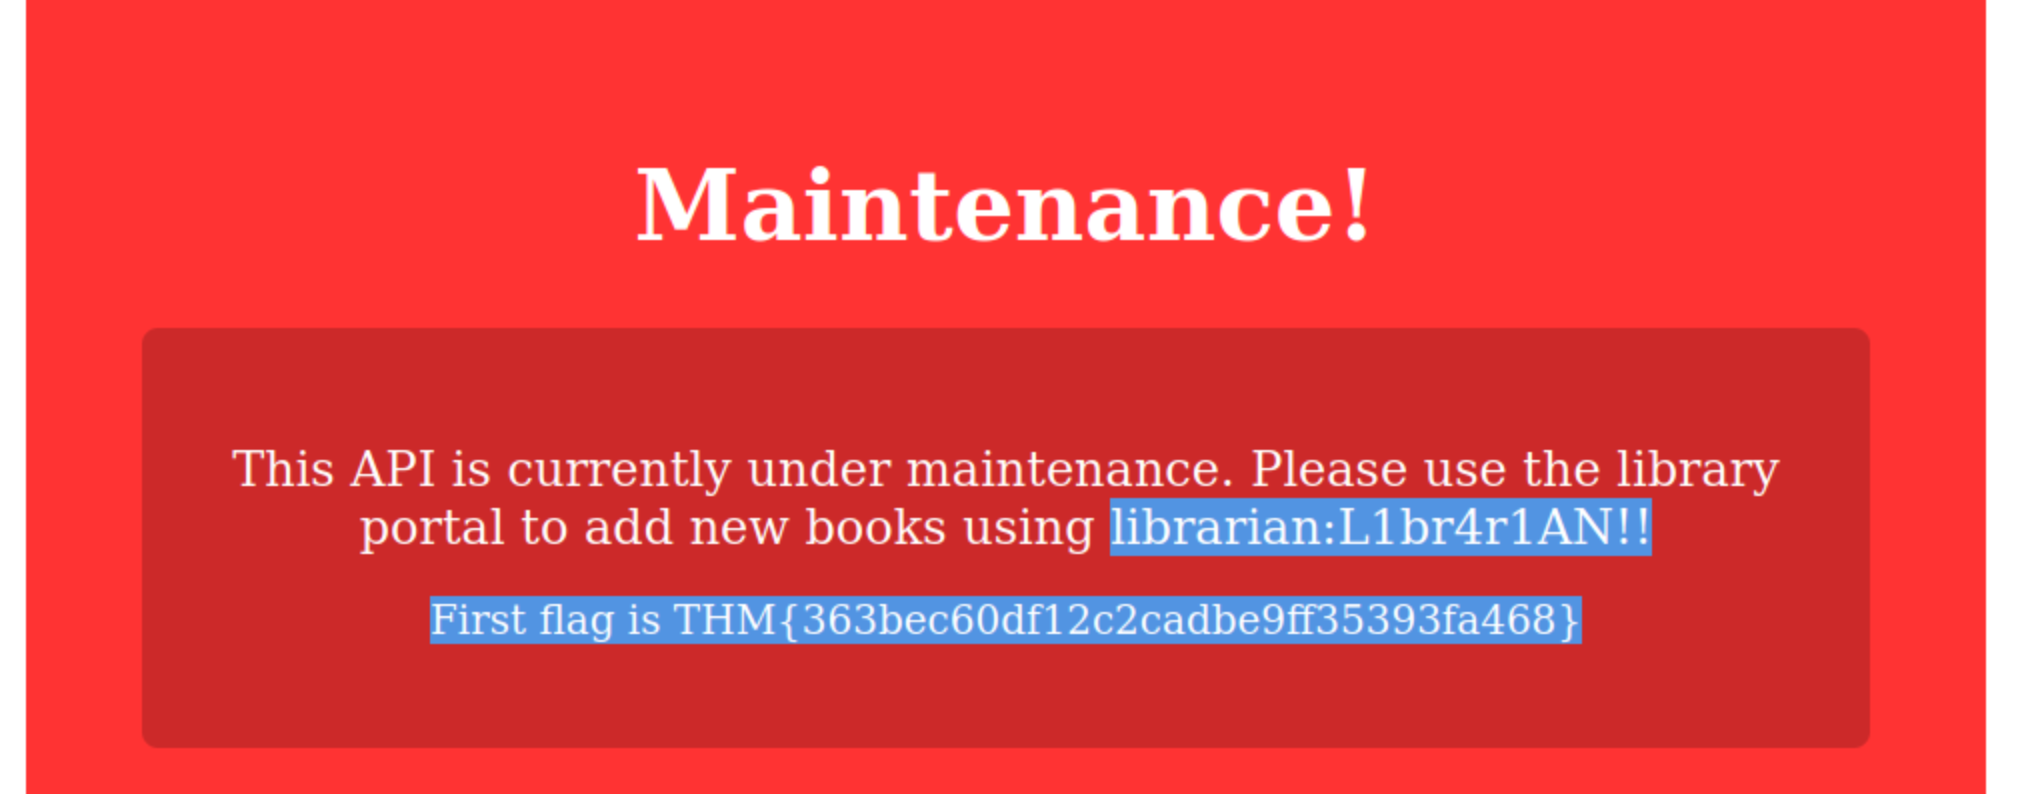 Maintenance!
This API is currently under maintenance. Please use the library
portal to add new books using librarian:L1br4r1AN!!
First flag is THM{363bec60df12c2cadbe9ff35393fa468}